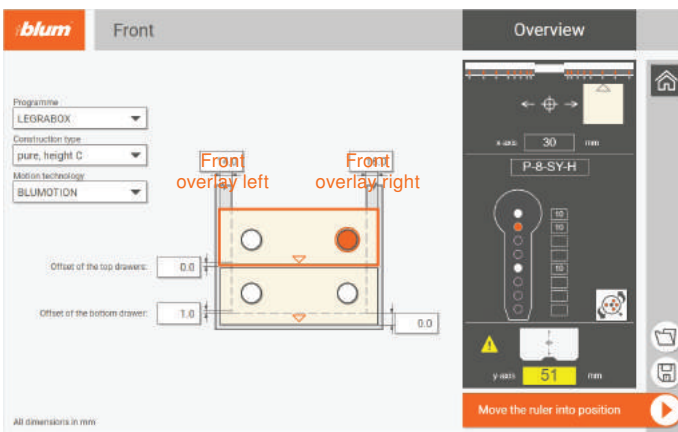 blum
Front
Overview
Programme
LEGRABOX
Construction type
pure, height C
Motion technology
BLUMOTION
Front
overlay left
Front
overlay right
Offset of the top drawers:
0.0
Offset of the bottom drawer:
1.0
0.0
All dimensions in mm
x-axis
30
mm
P-8-SY-H
10
10
10
y-axis
51
mm
Move the ruler into position